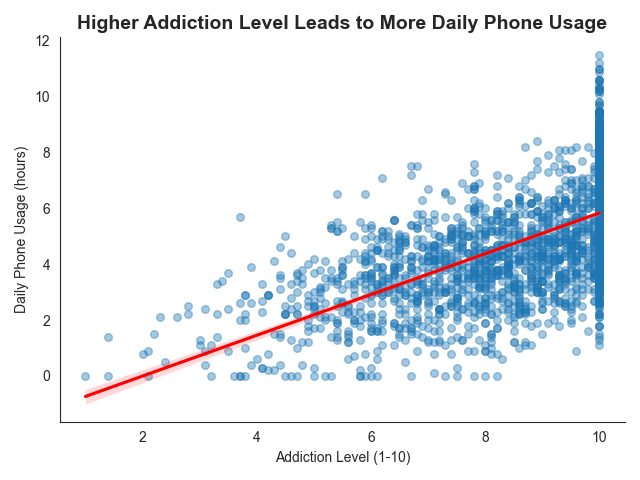 Higher Addiction Level Leads to More Daily Phone Usage
12
10
8
6
4
2
0
Daily Phone Usage (hours)
2 4 6 8 10
Addiction Level (1-10)